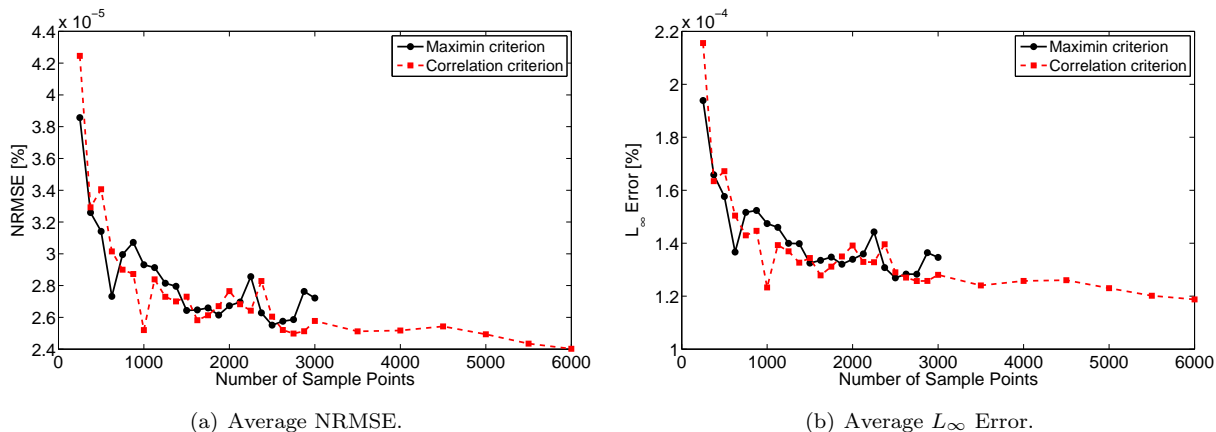 x 10⁻⁵
4.4
4.2
4
3.8
3.6
3.4
3.2
3
2.8
2.6
2.4
NRMSE [%]
Maximin criterion
Correlation criterion
0 1000 2000 3000 4000 5000 6000
Number of Sample Points
(a) Average NRMSE.
x 10⁻⁴
2.2
2
1.8
1.6
1.4
1.2
1
L∞ Error [%]
Maximin criterion
Correlation criterion
0 1000 2000 3000 4000 5000 6000
Number of Sample Points
(b) Average L∞ Error.